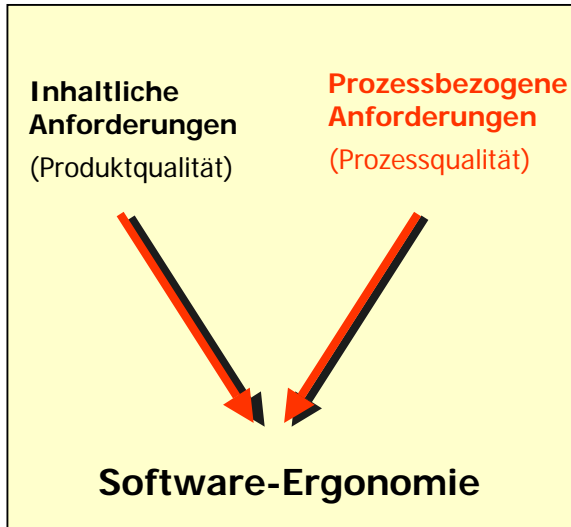 Inhaltliche
Anforderungen
(Produktqualität)
Prozessbezogene
Anforderungen
(Prozessqualität)
Software-Ergonomie